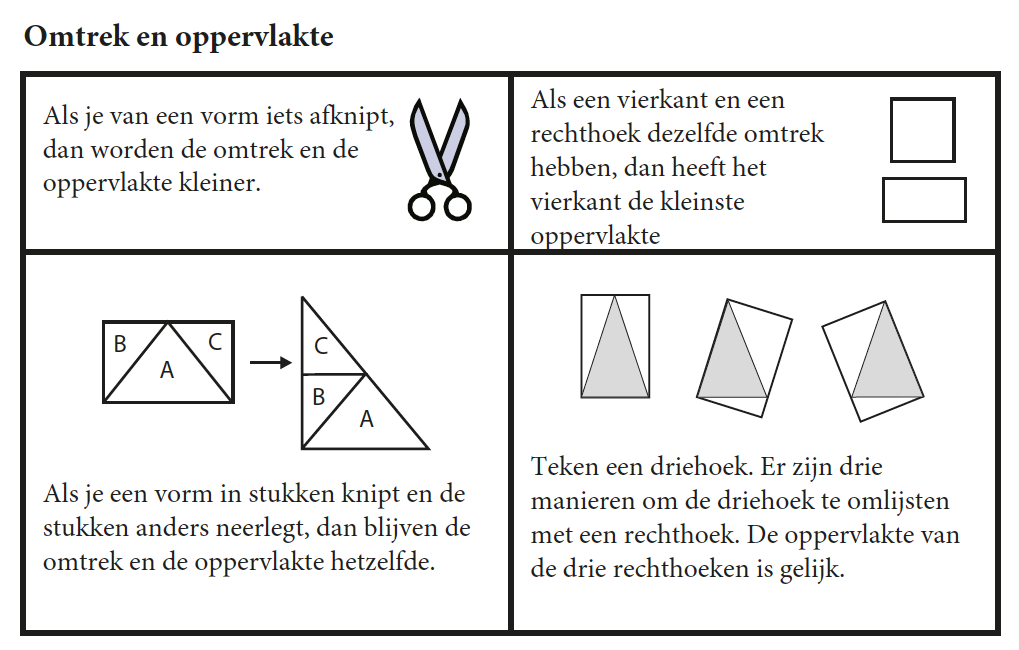 Omtrek en oppervlakte
Als je van een vorm iets afknipt,
dan worden de omtrek en de
oppervlakte kleiner.
Als een vierkant en een
rechthoek dezelfde omtrek
hebben, dan heeft het
vierkant de kleinste
oppervlakte
B
C
A
C
B
A
Als je een vorm in stukken knipt en de
stukken anders neerlegt, dan blijven de
omtrek en de oppervlakte hetzelfde.
Teken een driehoek. Er zijn drie
manieren om de driehoek te omlijsten
met een rechthoek. De oppervlakte van
de drie rechthoeken is gelijk.